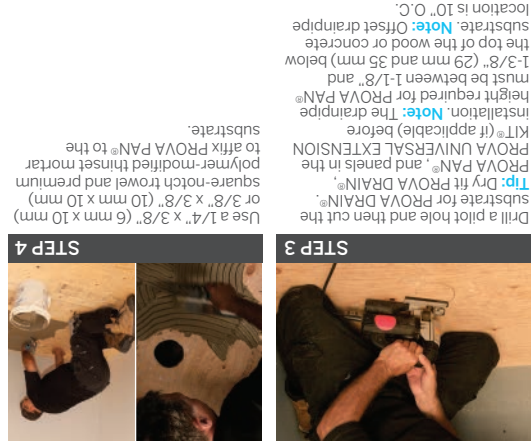 STEP 3
Drill a pilot hole and then cut the
substrate for PROVA DRAIN®.
Tip: Dry fit PROVA DRAIN®,
PROVA PAN®, and panels in the
PROVA UNIVERSAL EXTENSION
KIT® (if applicable) before
installation. Note: The drainpipe
height required for PROVA PAN®
must be between 1-1/8" and
1-3/8" (29 mm and 35 mm) below
the top of the wood or concrete
substrate. Note: Offset drainpipe
location is 10" O.C.
STEP 4
Use a 1/4" x 3/8" (6 mm x 10 mm)
or 3/8" x 3/8" (10 mm x 10 mm)
square-notch trowel and premium
polymer-modified thinset mortar
to affix PROVA PAN® to the
substrate.